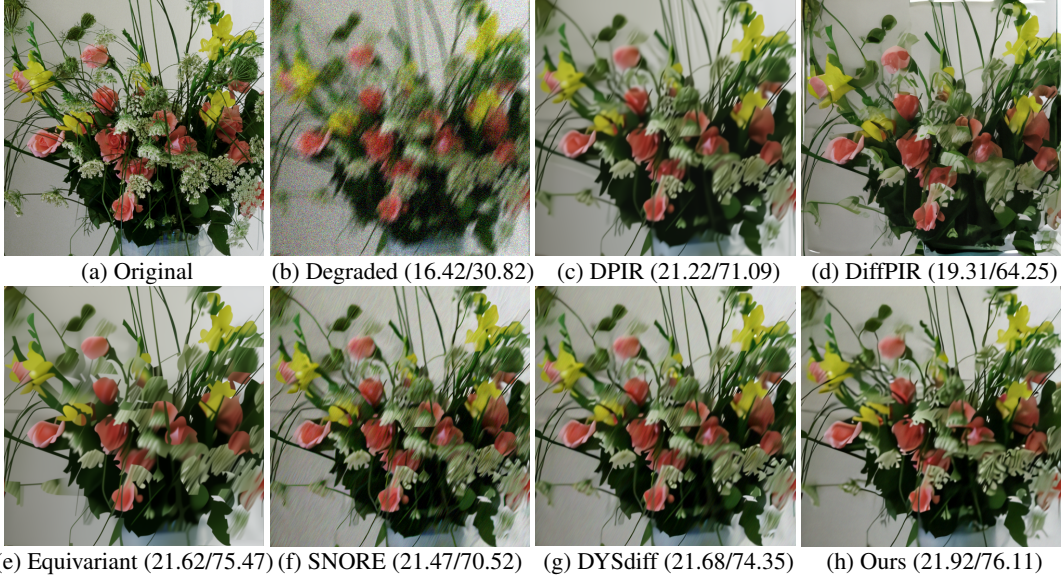 (a) Original
(b) Degraded (16.42/30.82)
(c) DPIR (21.22/71.09)
(d) DiffPIR (19.31/64.25)
(e) Equivariant (21.62/75.47)
(f) SNORE (21.47/70.52)
(g) DYSdiff (21.68/74.35)
(h) Ours (21.92/76.11)